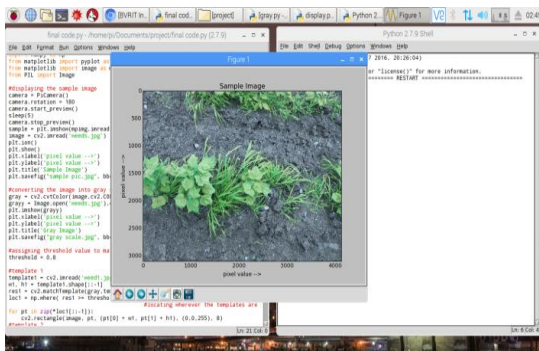 [BVRIT In..
final cod..
[project]
[gray.py -..
display.p..
Python 2...
Figure 1
final code.py - /home/pi/Documents/project/final code.py (2.7.9)
File Edit Format Run Options Windows Help
from matplotlib import pyplot as
from matplotlib import image as
from PIL import Image
#displaying the sample image
camera = PiCamera()
camera.rotation = 180
camera.start_preview()
sleep(5)
camera.stop_preview()
sample = plt.imshow(mpimg.imread
image = cv2.imread('weeds.jpg')
plt.ion()
plt.show()
plt.xlabel('pixel value -->')
plt.ylabel('pixel value -->')
plt.title('Sample Image')
plt.savefig("sample pic.jpg",
#converting the image into gray
gray = cv2.cvtColor(image,cv2.CO
grayy = Image.open('weeds.jpg').
plt.imshow(grayy)
plt.xlabel('pixel value -->')
plt.ylabel('pixel value -->')
plt.title('Gray Image')
plt.savefig("gray scale.jpg",
#assigning threshold value to ma
threshold = 0.8
#template 1
template1 = cv2.imread('weed1.jp
w1, h1 = template1.shape[::-1]
res1 = cv2.matchTemplate(gray,te
loc1 = np.where( res1 >= thresho
#locating wherever the templates are
for pt in zip(*loc1[::-1]):
cv2.rectangle(image, pt, (pt[0] + w1, pt[1] + h1), (0,0,255), 8)
#template 2
Ln: 21 Col: 0
Figure 1
Sample Image
0
500
1000
1500
2000
2500
3000
pixel value -->
0 1000 2000 3000 4000
pixel value -->
Python 2.7.9 Shell
File Edit Shell Debug Options Windows Help
7 2016, 20:26:04)
or "license()" for more information.
RESTART
Ln: 6 Col: 4